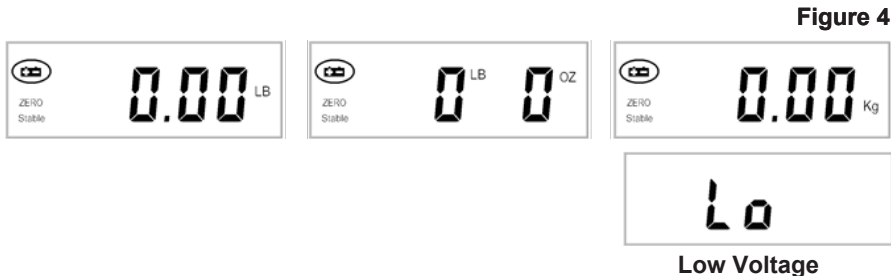 Figure 4
0.00 LB
ZERO
Stable
0 LB 0 OZ
ZERO
Stable
0.00 Kg
ZERO
Stable
Lo
Low Voltage